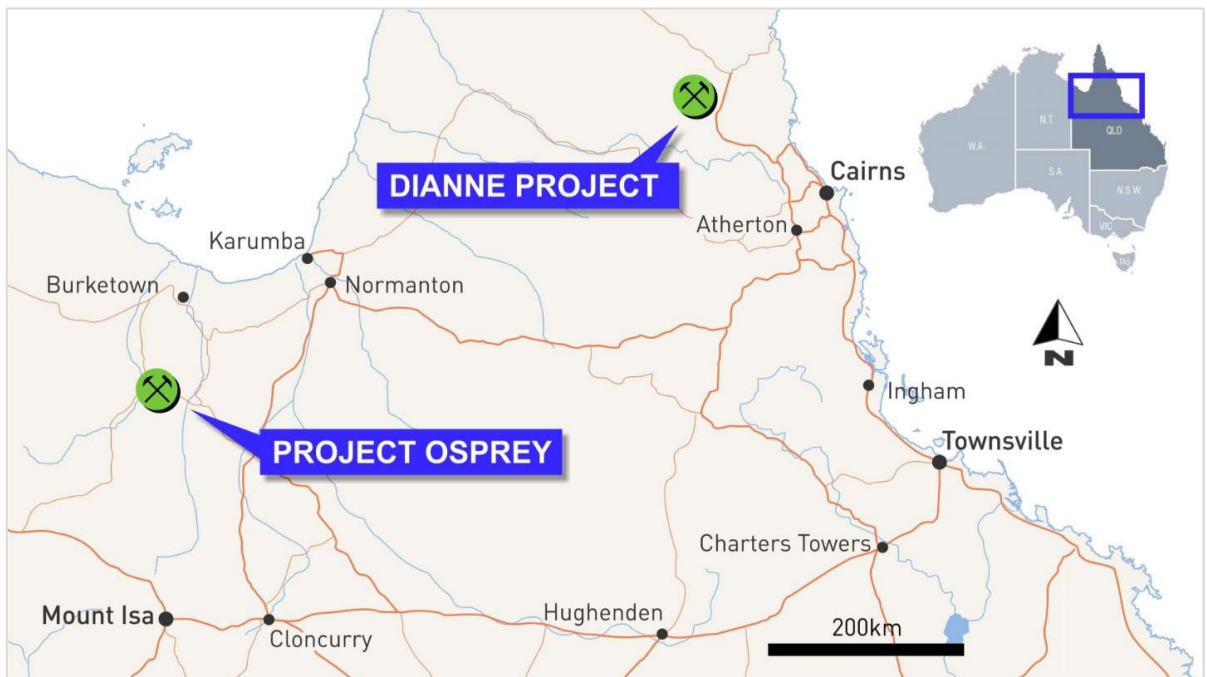 DIANNE PROJECT
Cairns
Atherton
Karumba
Burketown
Normanton
Ingham
PROJECT OSPREY
Townsville
Charters Towers
Mount Isa
Cloncurry
Hughenden
200km
N
W.A.
N.T.
QLD
S.A.
N.S.W.
VIC
TAS